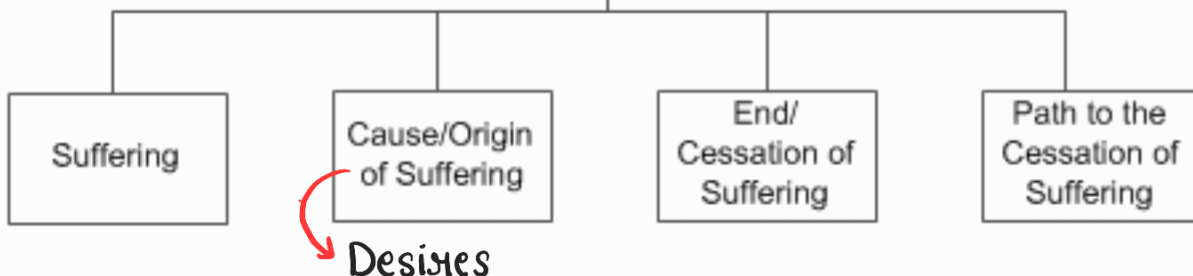 Suffering
Cause/Origin
of Suffering
End/
Cessation of
Suffering
Path to the
Cessation of
Suffering
Desires